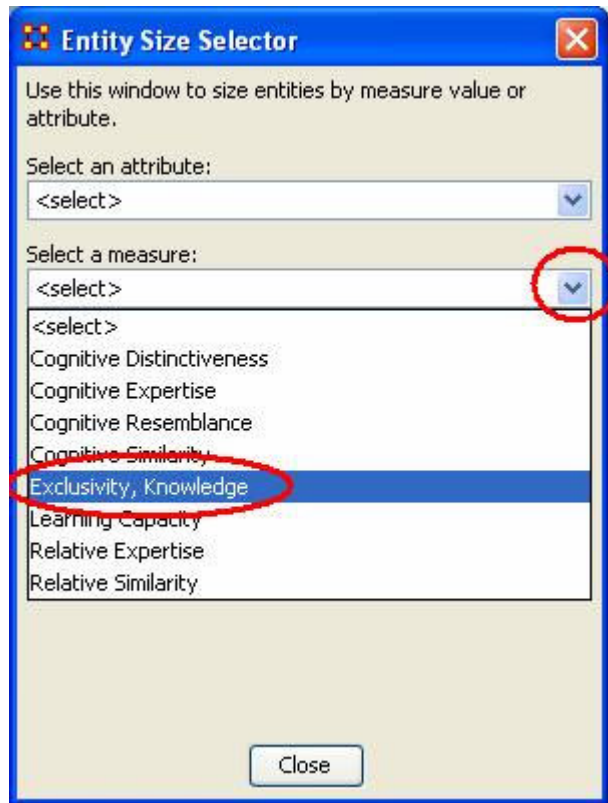 Entity Size Selector
Use this window to size entities by measure value or
attribute.
Select an attribute:
<select>
Select a measure:
<select>
<select>
Cognitive Distinctiveness
Cognitive Expertise
Cognitive Resemblance
Cognitive Similarity
Exclusivity, Knowledge
Learning Capacity
Relative Expertise
Relative Similarity
Close